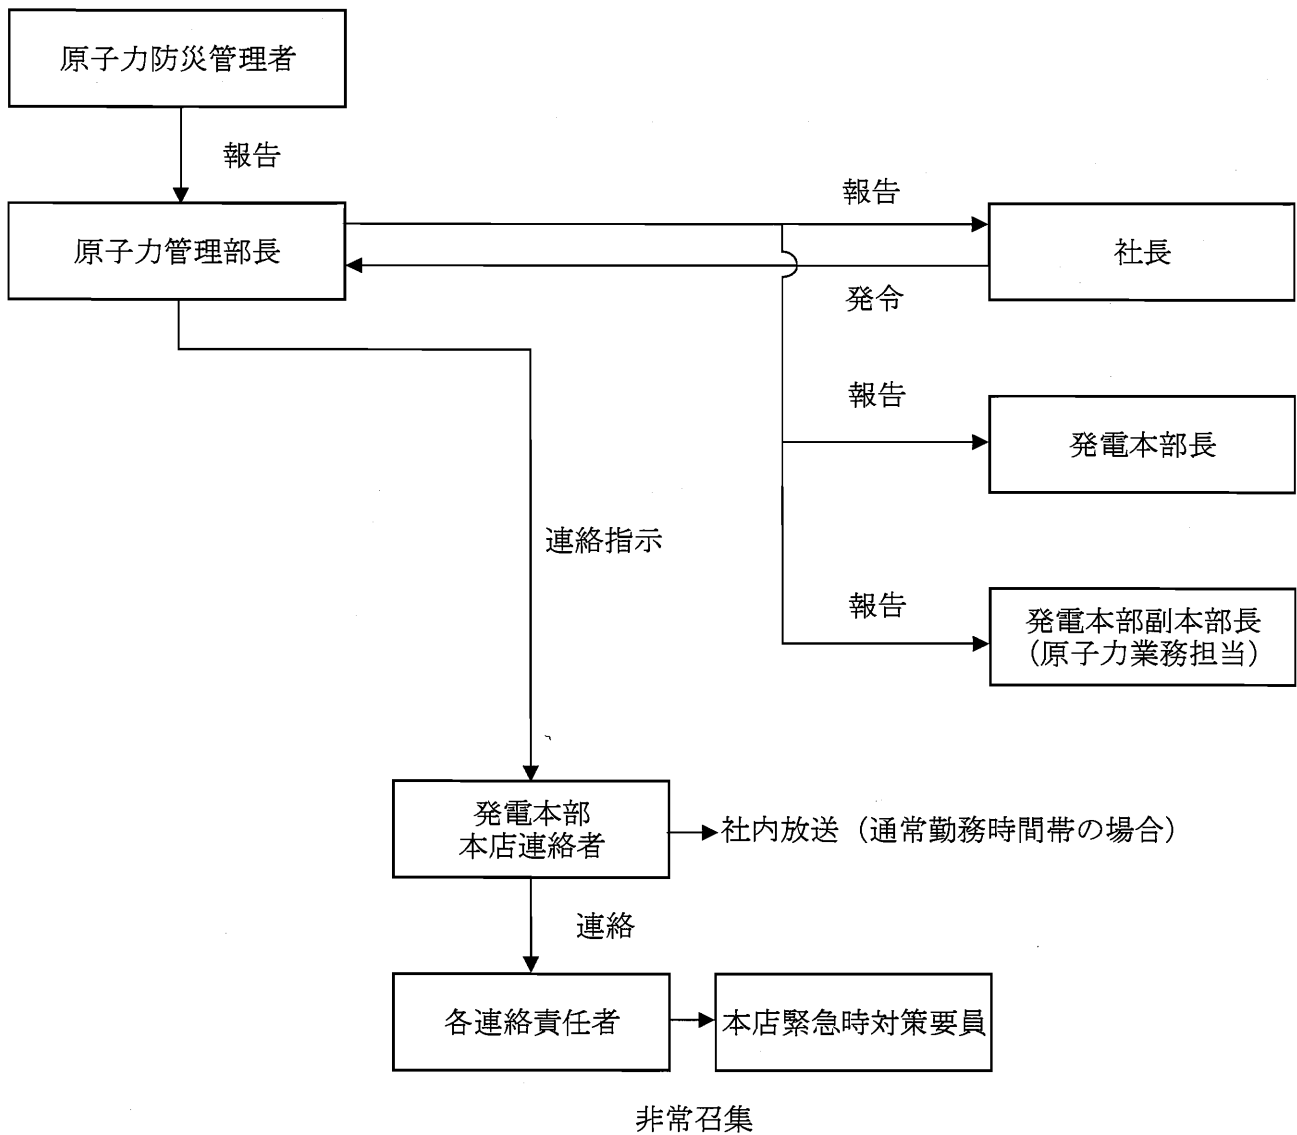 原子力防災管理者
報告
原子力管理部長
報告
社長
発令
報告
発電本部長
連絡指示
報告
発電本部副本部長
（原子力業務担当）
発電本部
本店連絡者
社内放送（通常勤務時間帯の場合）
連絡
各連絡責任者
本店緊急時対策要員
非常召集